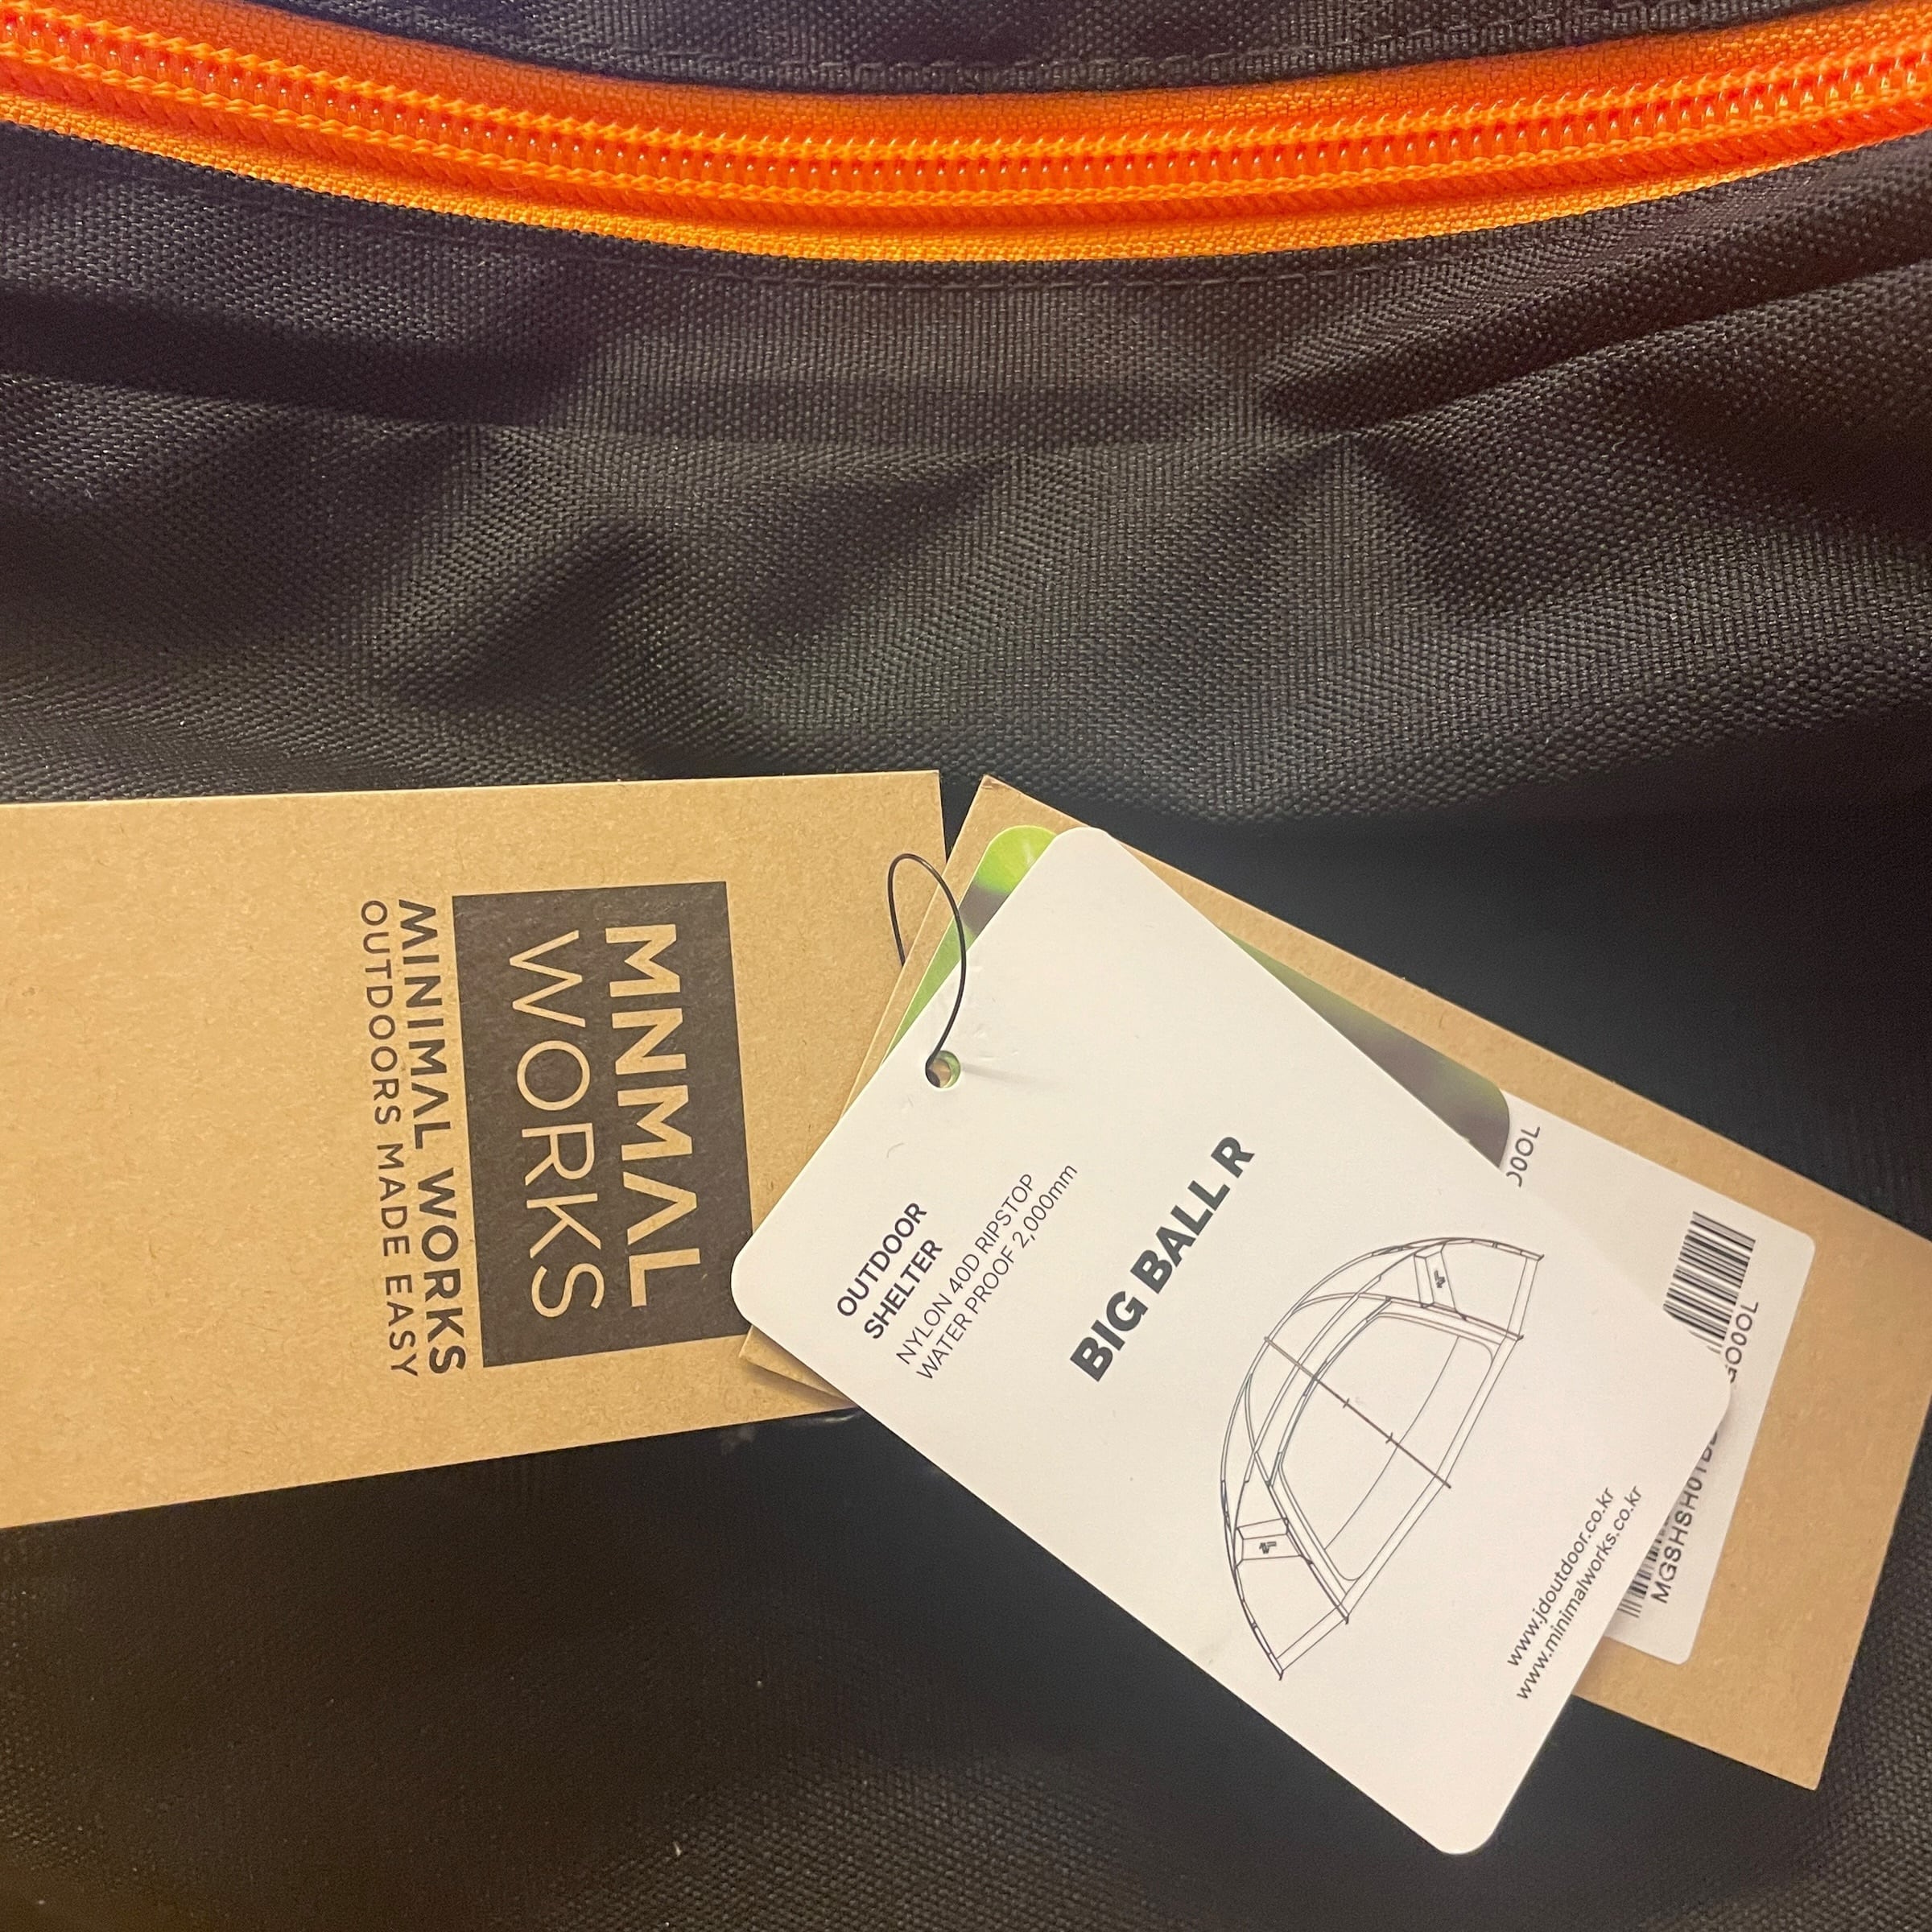 MNMAL
WORKS
MINIMAL WORKS
OUTDOORS MADE EASY
OUTDOOR
SHELTER
NYLON 40D RIPSTOP
WATER PROOF 2,000mm
BIG BALL R
www.jdoutdoor.co.kr
www.minimalworks.co.kr